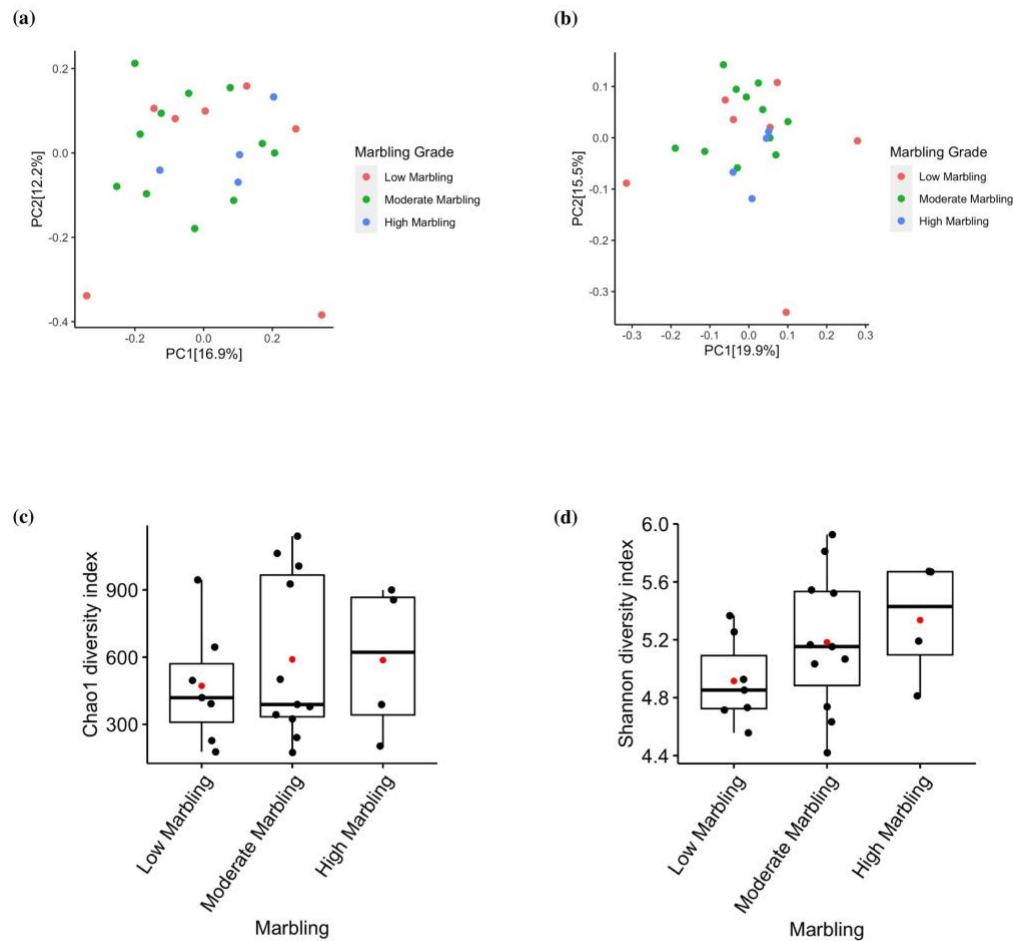 (a)
0.2
0.0
-0.2
-0.4
PC2[12.2%]
-0.2 0.0 0.2
PC1[16.9%]
Marbling Grade
Low Marbling
Moderate Marbling
High Marbling
(b)
0.1
0.0
-0.1
-0.2
-0.3
PC2[15.5%]
-0.3 -0.2 -0.1 0.0 0.1 0.2 0.3
PC1[19.9%]
Marbling Grade
Low Marbling
Moderate Marbling
High Marbling
(c)
Chao1 diversity index
900
600
300
Low Marbling
Moderate Marbling
High Marbling
Marbling
(d)
Shannon diversity index
6.0
5.6
5.2
4.8
4.4
Low Marbling
Moderate Marbling
High Marbling
Marbling